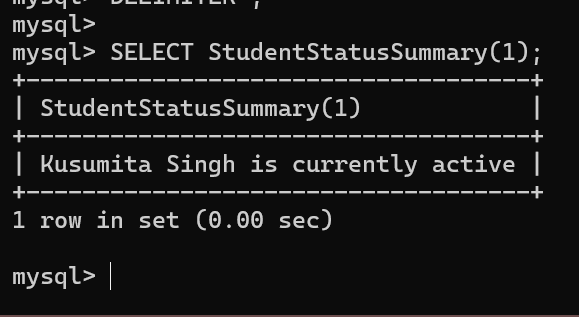 mysql> DELIMITER ;
mysql>
mysql> SELECT StudentStatusSummary(1);
+-----------------------------------+
| StudentStatusSummary(1)           |
+-----------------------------------+
| Kusumita Singh is currently active |
+-----------------------------------+
1 row in set (0.00 sec)
mysql>